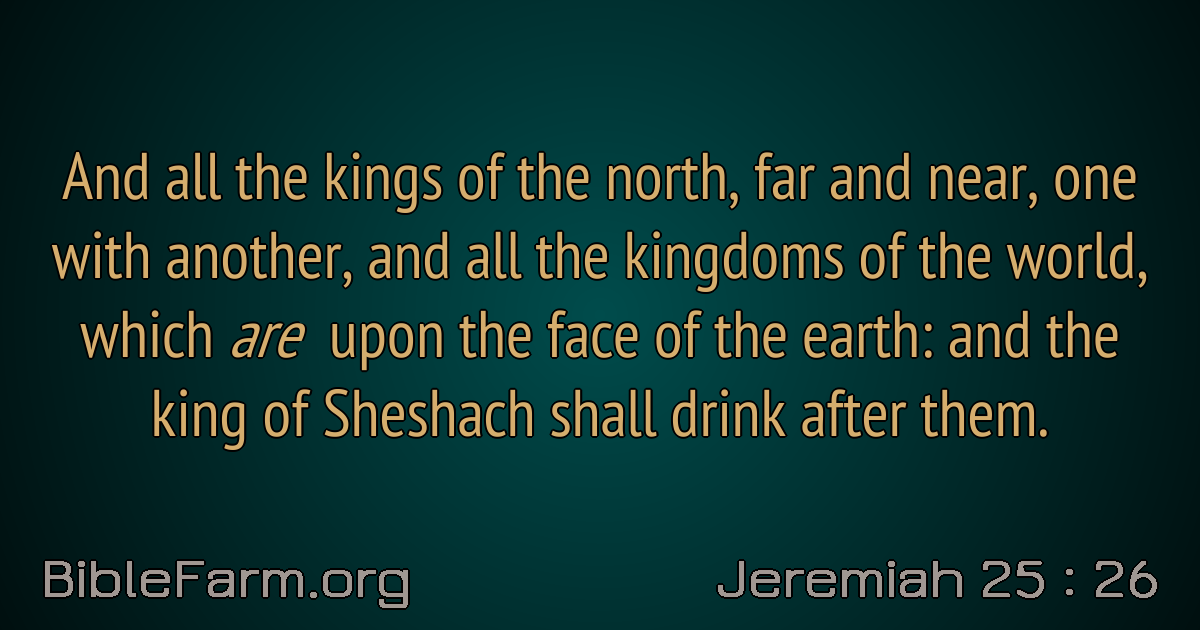 And all the kings of the north, far and near, one
with another, and all the kingdoms of the world,
which are upon the face of the earth: and the
king of Sheshach shall drink after them.
BibleFarm.org
Jeremiah 25 : 26